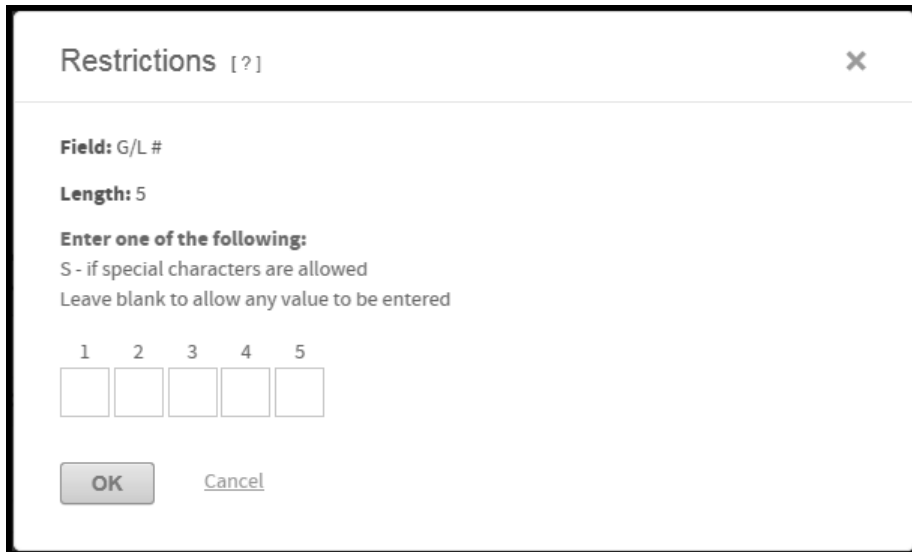 Restrictions [?]
Field: G/L #
Length: 5
Enter one of the following:
S - if special characters are allowed
Leave blank to allow any value to be entered
1 2 3 4 5
OK Cancel